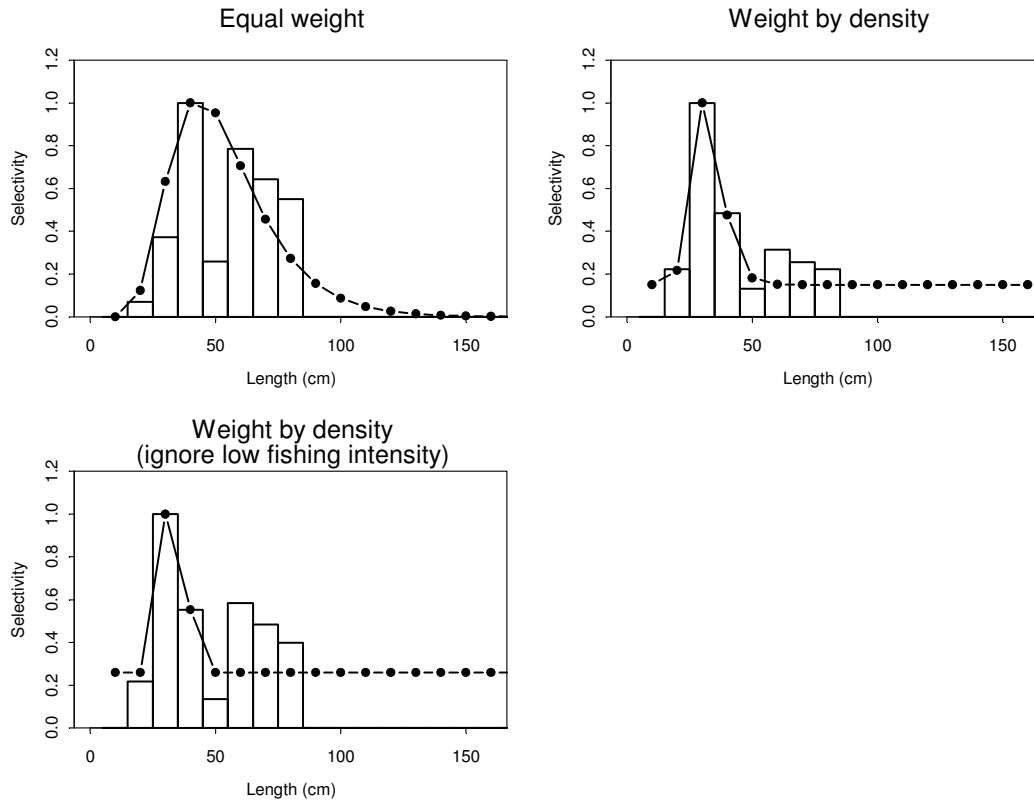 Equal weight
1.2
1.0
0.8
0.6
0.4
0.2
0.0
Selectivity
0 50 100 150
Length (cm)
Weight by density
1.2
1.0
0.8
0.6
0.4
0.2
0.0
Selectivity
0 50 100 150
Length (cm)
Weight by density
(ignore low fishing intensity)
1.2
1.0
0.8
0.6
0.4
0.2
0.0
Selectivity
0 50 100 150
Length (cm)